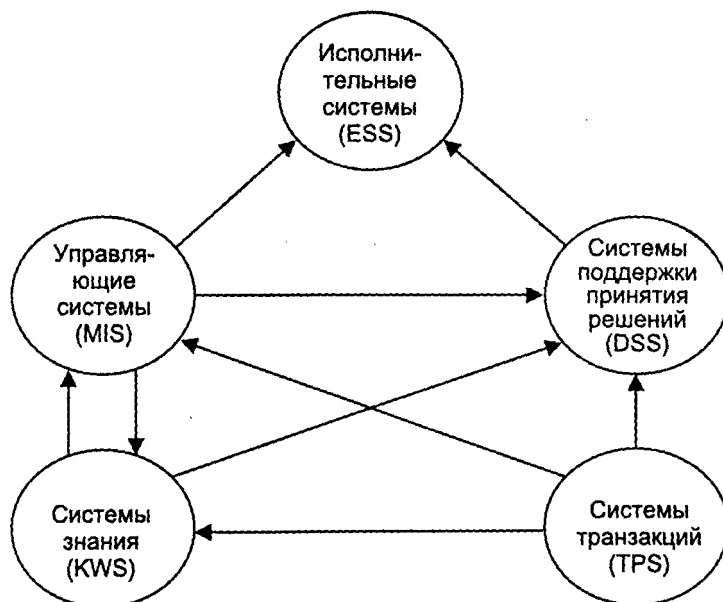 Исполни-
тельные
системы
(ESS)
Управля-
ющие
системы
(MIS)
Системы
поддержки
принятия
решений
(DSS)
Системы
знания
(KWS)
Системы
транзакций
(TPS)